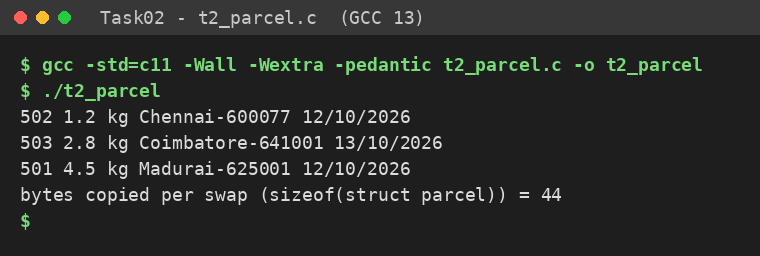 Task02 - t2_parcel.c  (GCC 13)
$ gcc -std=c11 -Wall -Wextra -pedantic t2_parcel.c -o t2_parcel
$ ./t2_parcel
502 1.2 kg Chennai-600077 12/10/2026
503 2.8 kg Coimbatore-641001 13/10/2026
501 4.5 kg Madurai-625001 12/10/2026
bytes copied per swap (sizeof(struct parcel)) = 44
$